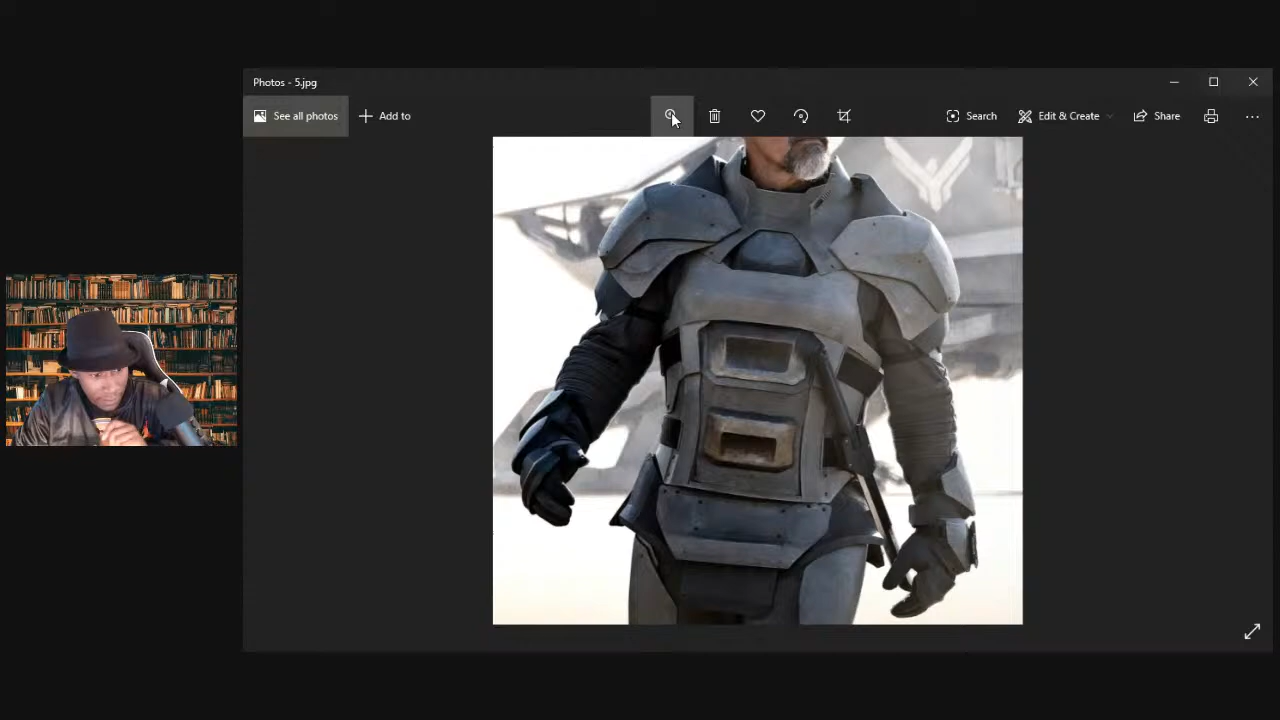 Photos - 5.jpg
See all photos
Add to
Search
Edit & Create
Share